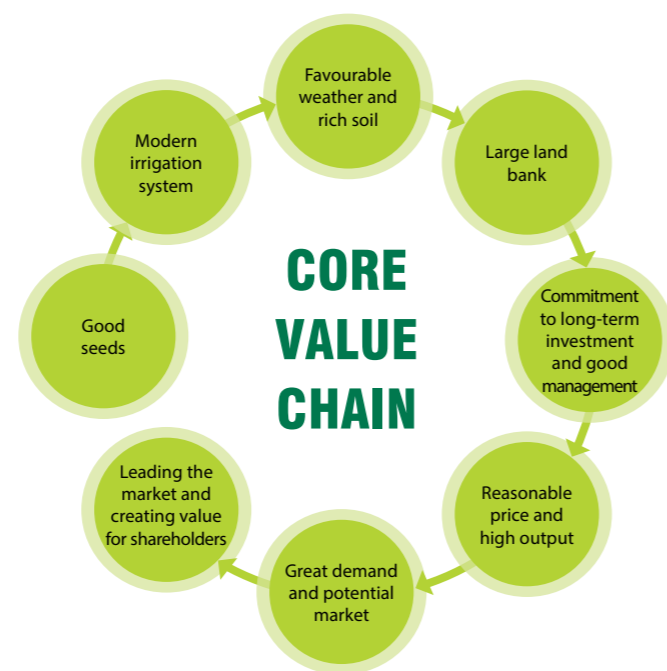 Good
seeds
Modern
irrigation
system
Favourable
weather and
rich soil
Large land
bank
Commitment
to long-term
investment
and good
management
Reasonable
price and
high output
Great demand
and potential
market
Leading the
market and
creating value
for shareholders
CORE
VALUE
CHAIN